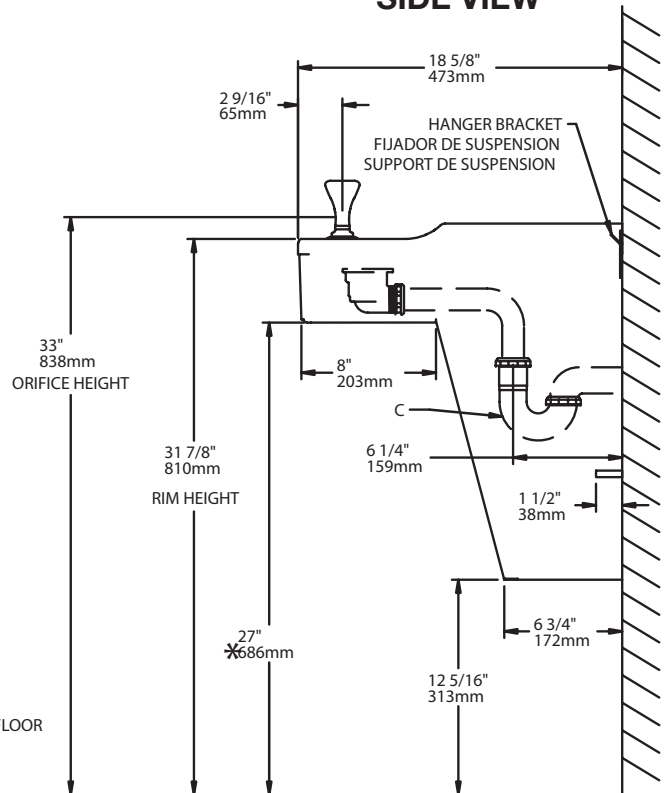 SIDE VIEW
18 5/8"
473mm
2 9/16"
65mm
HANGER BRACKET
FIJADOR DE SUSPENSION
SUPPORT DE SUSPENSION
33"
838mm
ORIFICE HEIGHT
8"
203mm
C
31 7/8"
810mm
RIM HEIGHT
6 1/4"
159mm
1 1/2"
38mm
27"
*686mm
6 3/4"
172mm
12 5/16"
313mm
FLOOR